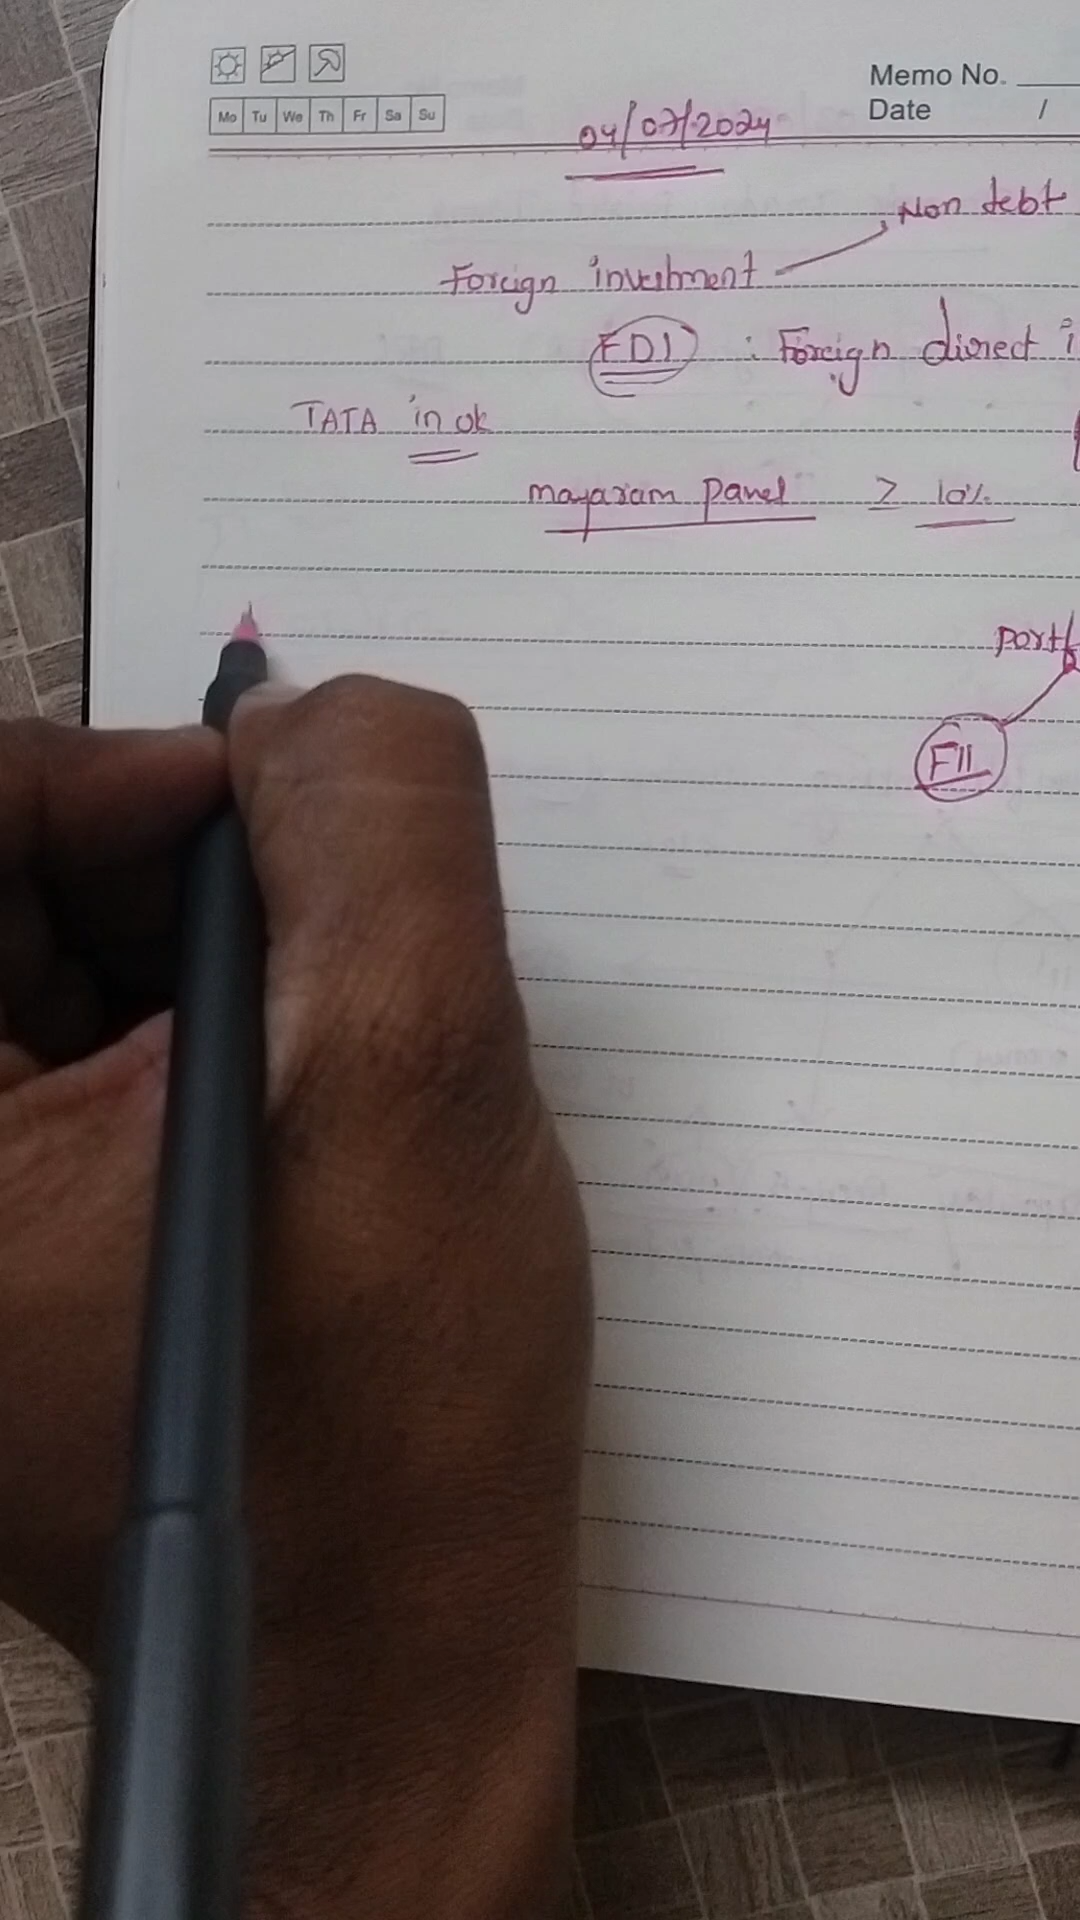 Memo No.
Mo Tu We Th Fr Sa Su
Date /
04/07/2024
Non debt
Foreign investment
FDI : Foreign direct i
TATA in UK
mayaram panel ≥ 10%
portf
FII